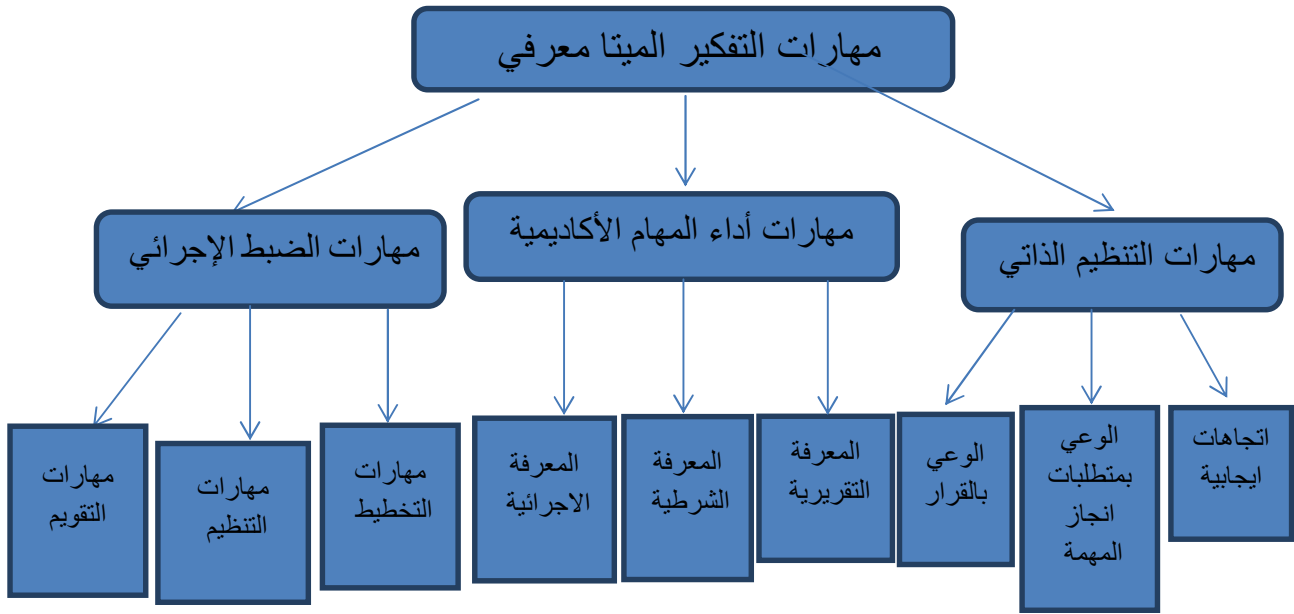 مهارات التفكير الميتا معرفي
مهارات التنظيم الذاتي
مهارات أداء المهام الأكاديمية
مهارات الضبط الإجرائي
اتجاهات
ايجابية
الوعي
بمتطلبات
انجاز
المهمة
الوعي
بالقرار
المعرفة
التقريرية
المعرفة
الشرطية
المعرفة
الاجرائية
مهارات
التخطيط
مهارات
التنظيم
مهارات
التقويم